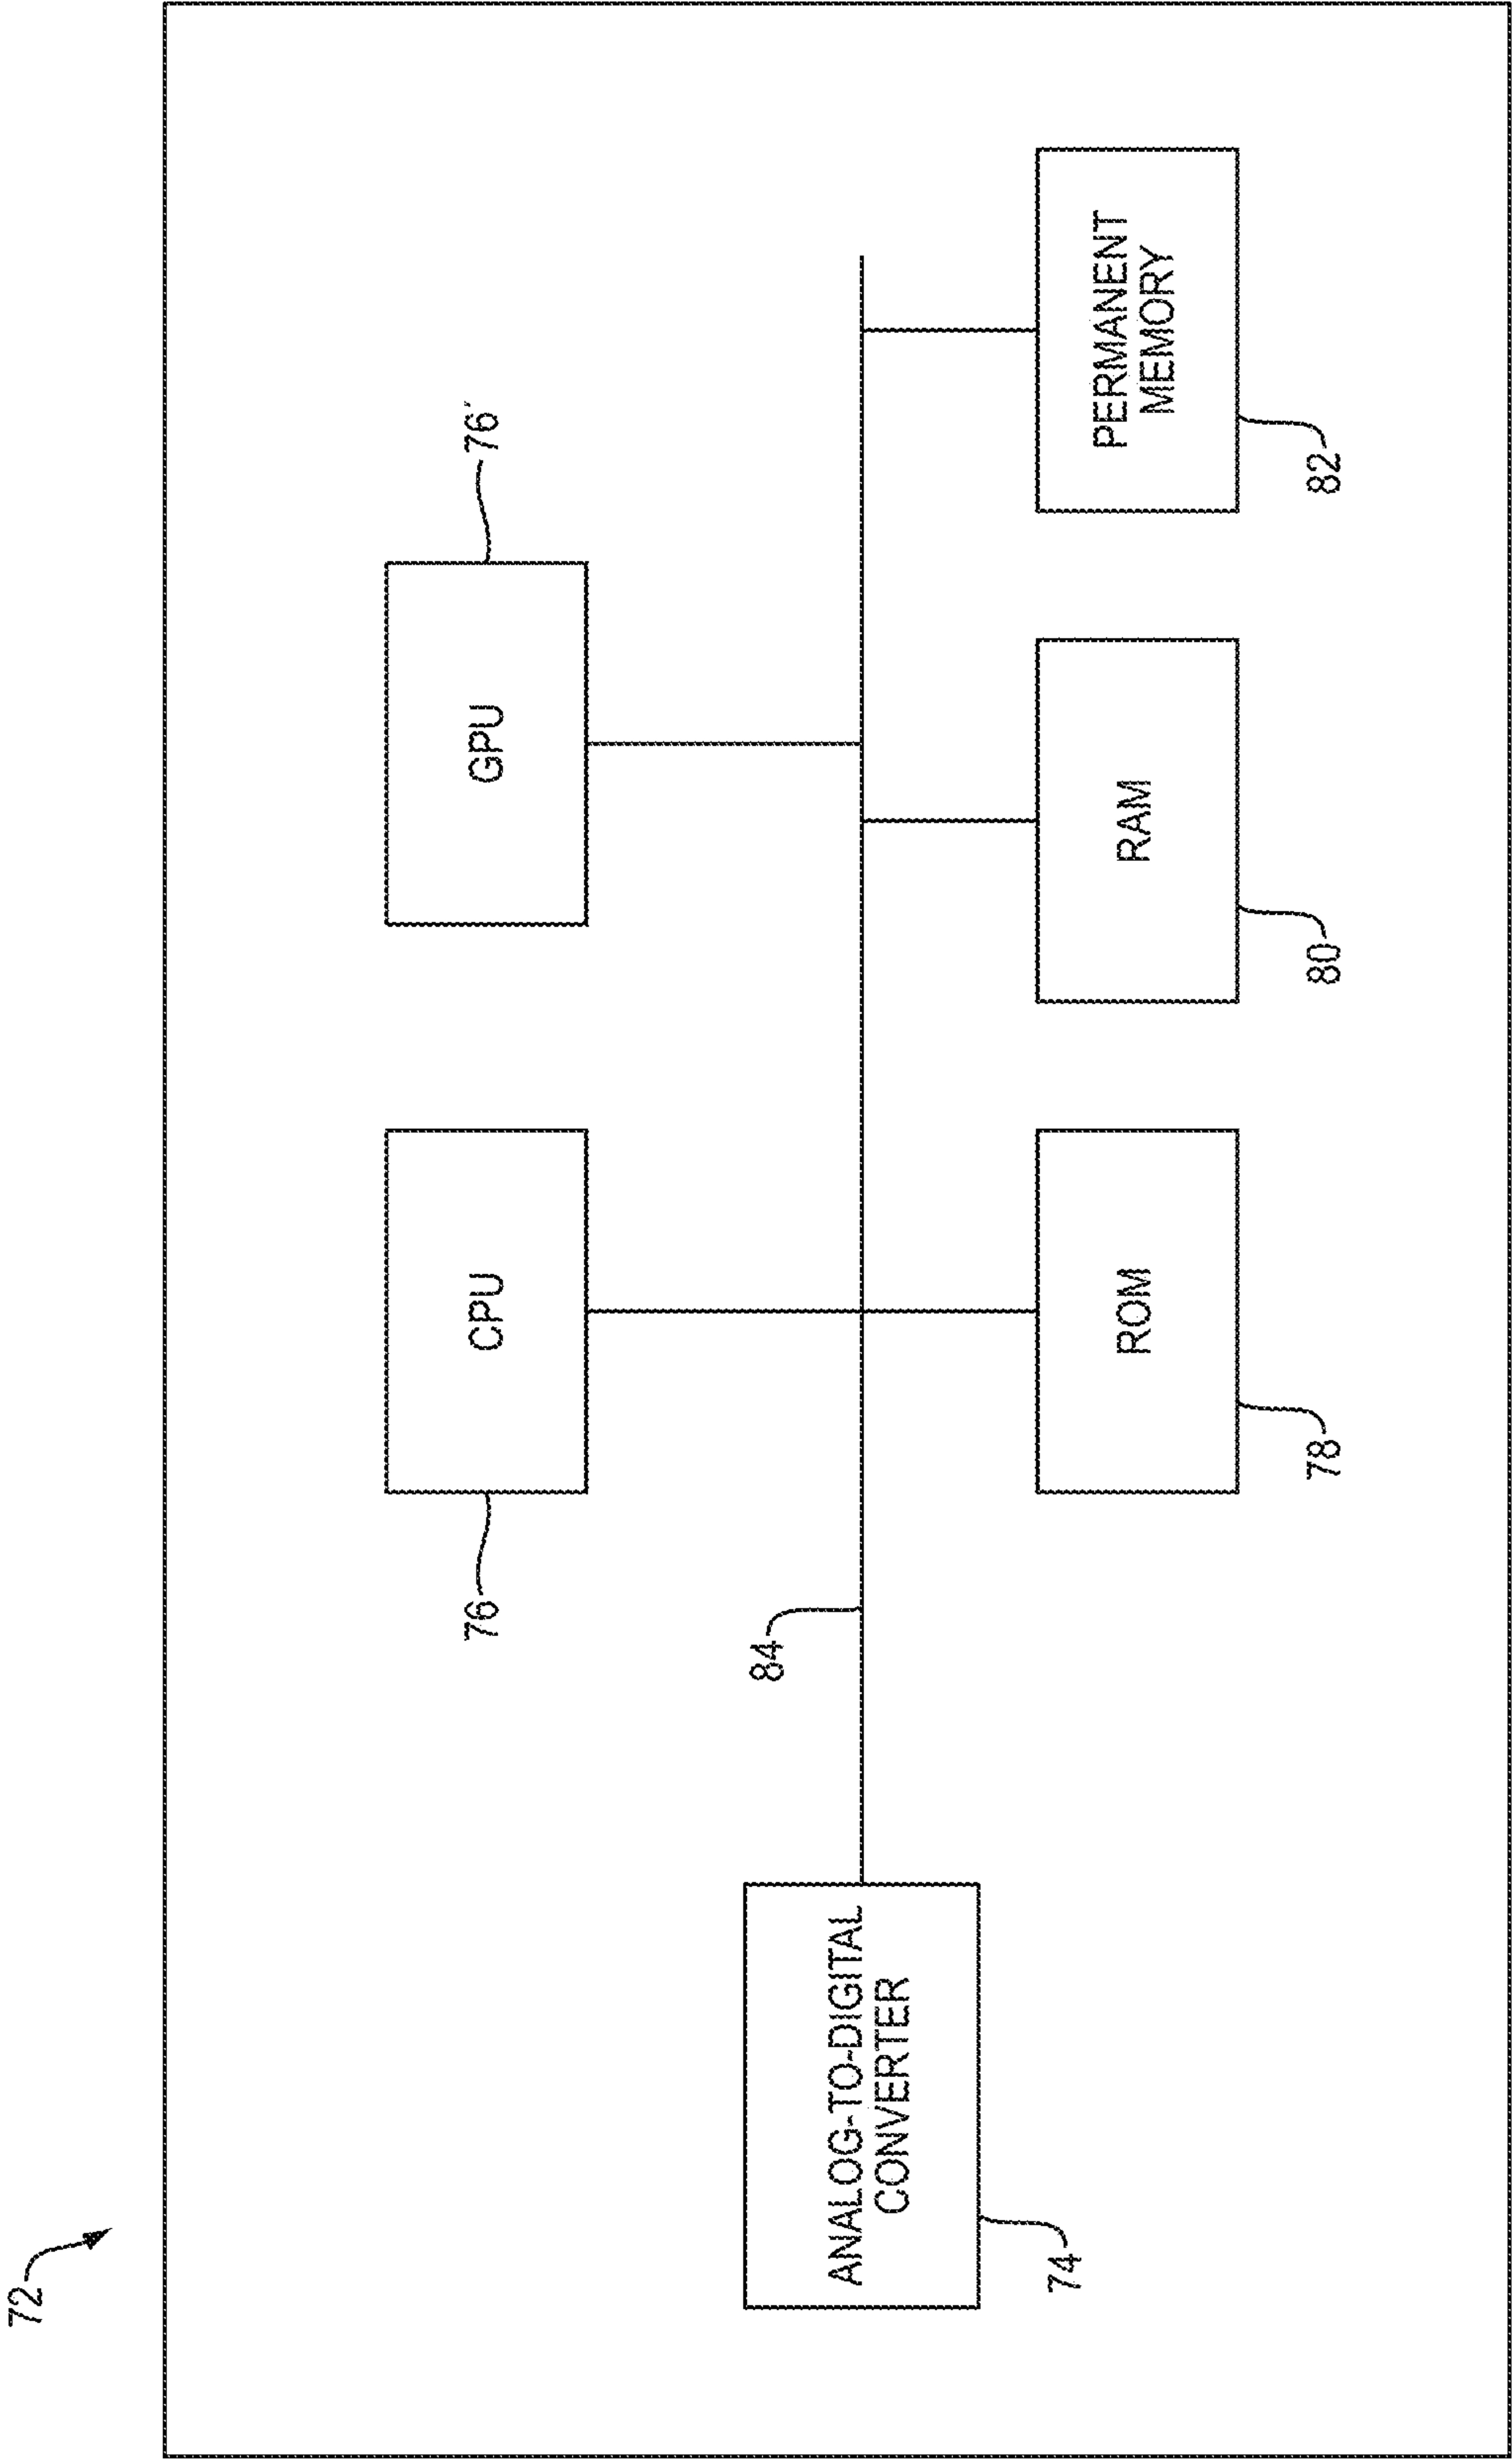 72
CPU
76
GPU
76'
84
ANALOG-TO-DIGITAL
CONVERTER
74
ROM
78
RAM
80
PERMANENT
MEMORY
82